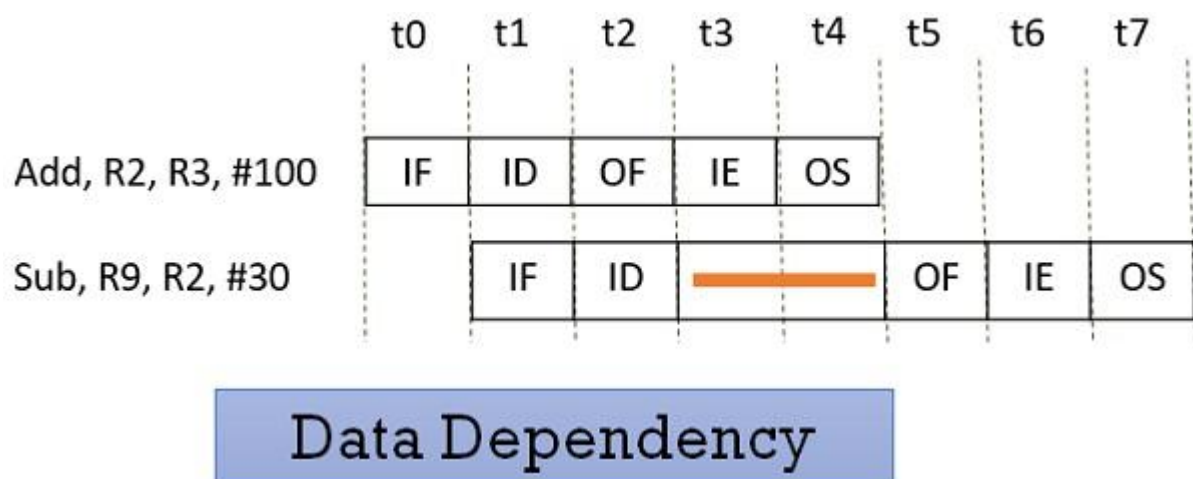 t0 t1 t2 t3 t4 t5 t6 t7
Add, R2, R3, #100 IF ID OF IE OS
Sub, R9, R2, #30 IF ID OF IE OS
Data Dependency